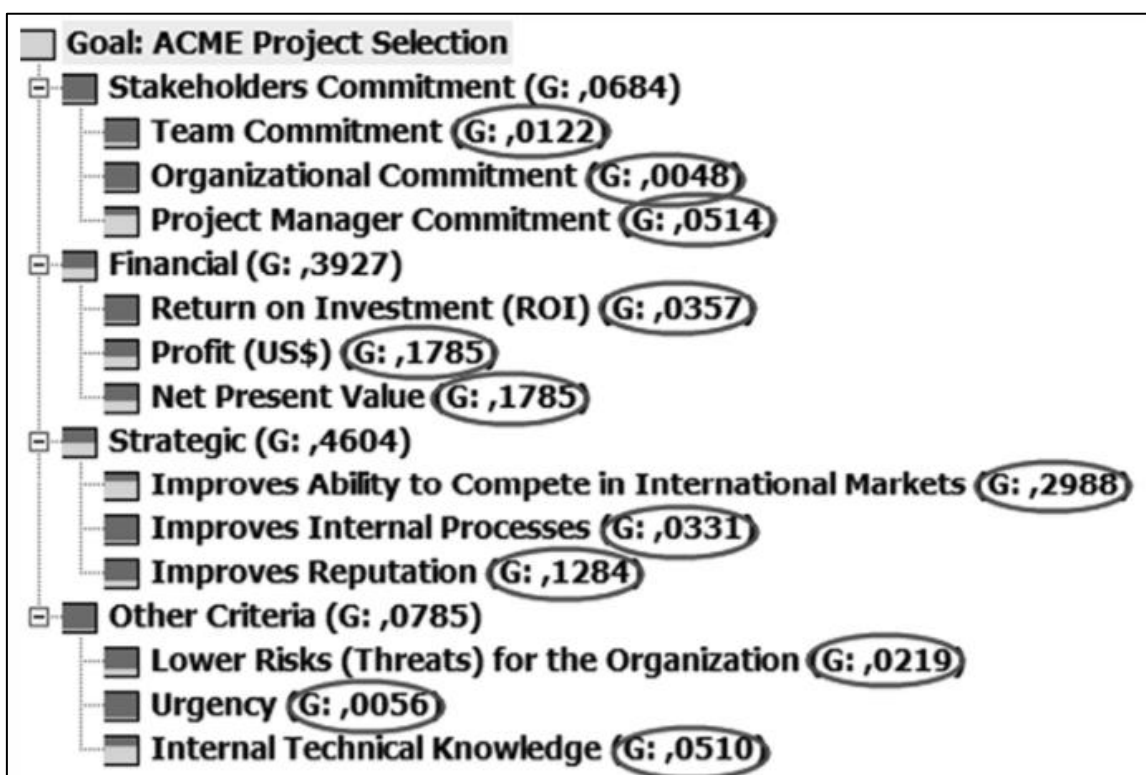 Goal: ACME Project Selection
Stakeholders Commitment (G: ,0684)
Team Commitment (G: ,0122)
Organizational Commitment (G: ,0048)
Project Manager Commitment (G: ,0514)
Financial (G: ,3927)
Return on Investment (ROI) (G: ,0357)
Profit (US$) (G: ,1785)
Net Present Value (G: ,1785)
Strategic (G: ,4604)
Improves Ability to Compete in International Markets (G: ,2988)
Improves Internal Processes (G: ,0331)
Improves Reputation (G: ,1284)
Other Criteria (G: ,0785)
Lower Risks (Threats) for the Organization (G: ,0219)
Urgency (G: ,0056)
Internal Technical Knowledge (G: ,0510)